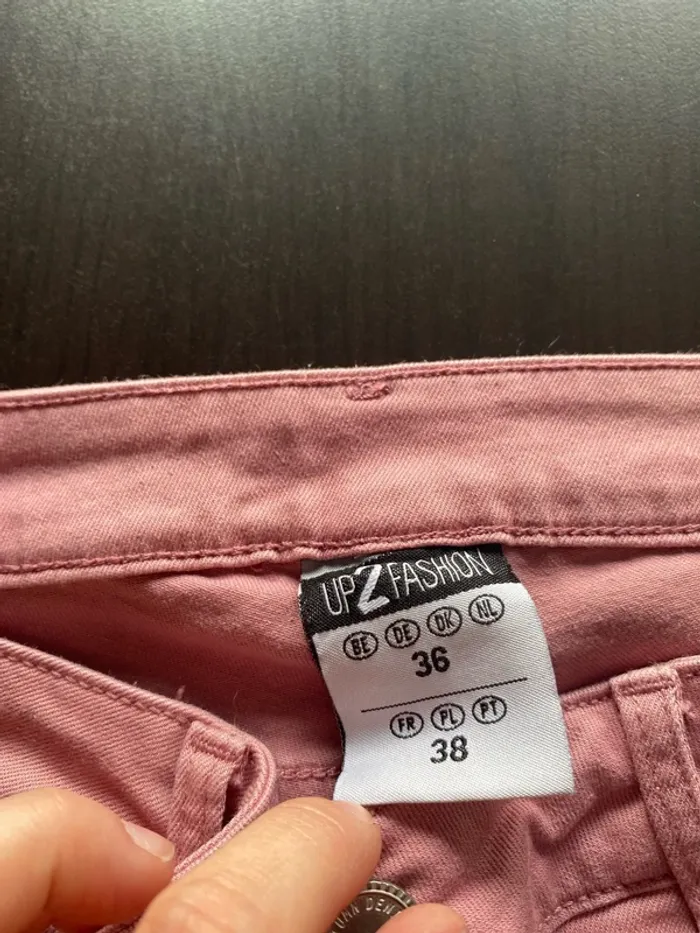 UP2FASHION
BE DE DK NL
36
FR PL PT
38